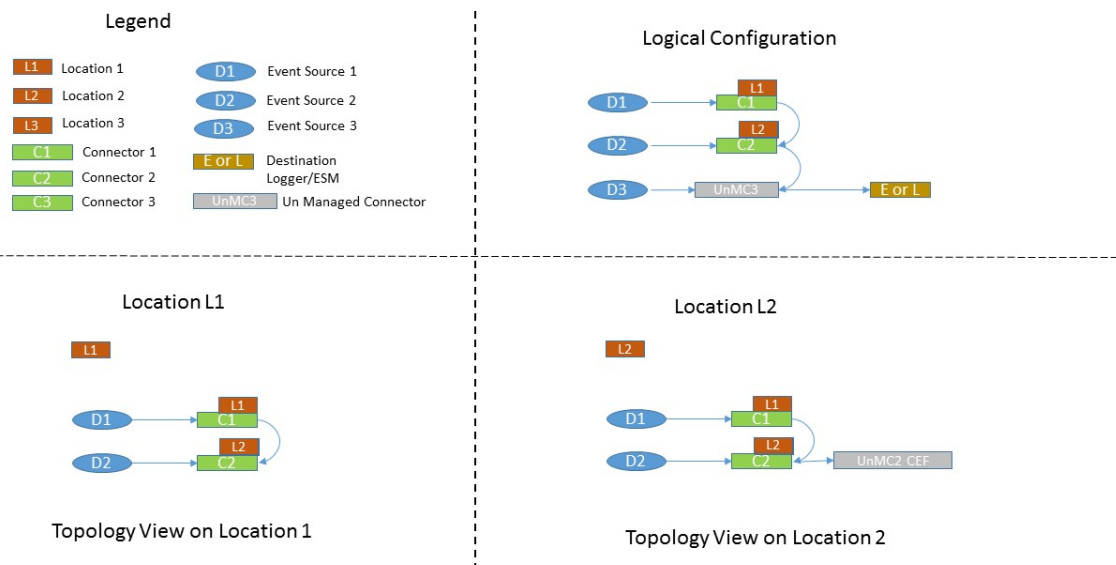 Legend
L1 Location 1
L2 Location 2
L3 Location 3
C1 Connector 1
C2 Connector 2
C3 Connector 3
D1 Event Source 1
D2 Event Source 2
D3 Event Source 3
E or L Destination
Logger/ESM
UnMC3 Un Managed Connector
Logical Configuration
L1
D1 C1
L2
D2 C2
D3 UnMC3 E or L
Location L1
L1
L1
D1 C1
L2
D2 C2
Topology View on Location 1
Location L2
L2
L1
D1 C1
L2
D2 C2 UnMC2 CEF
Topology View on Location 2